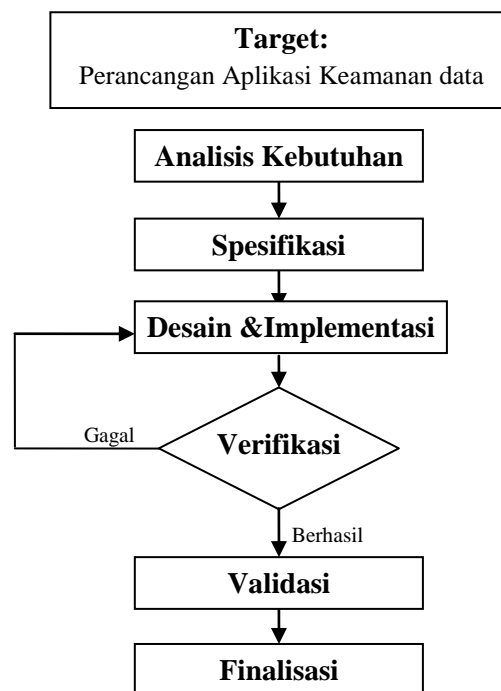 Target:
Perancangan Aplikasi Keamanan data
Analisis Kebutuhan
Spesifikasi
Desain &Implementasi
Gagal
Verifikasi
Berhasil
Validasi
Finalisasi